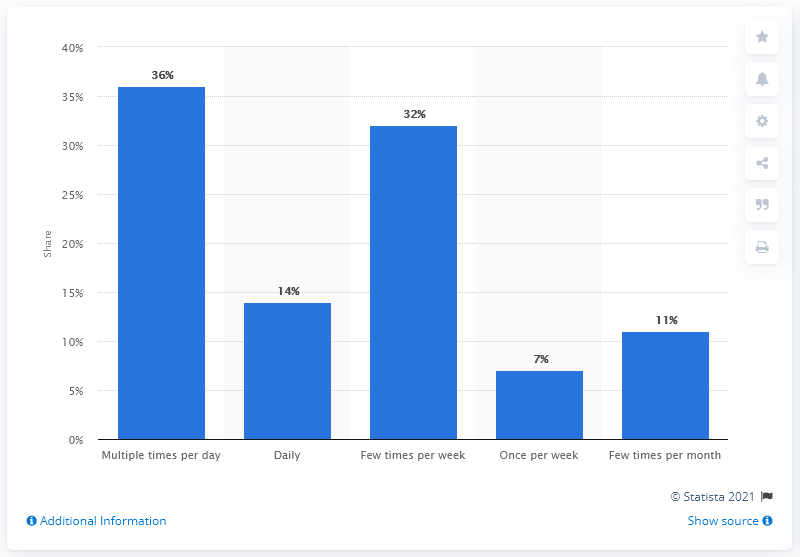 40%
35%
30%
25%
20%
15%
10%
5%
0%
Share
36%
14%
32%
7%
11%
Multiple times per day
Daily
Few times per week
Once per week
Few times per month
© Statista 2021
Additional Information
Show source